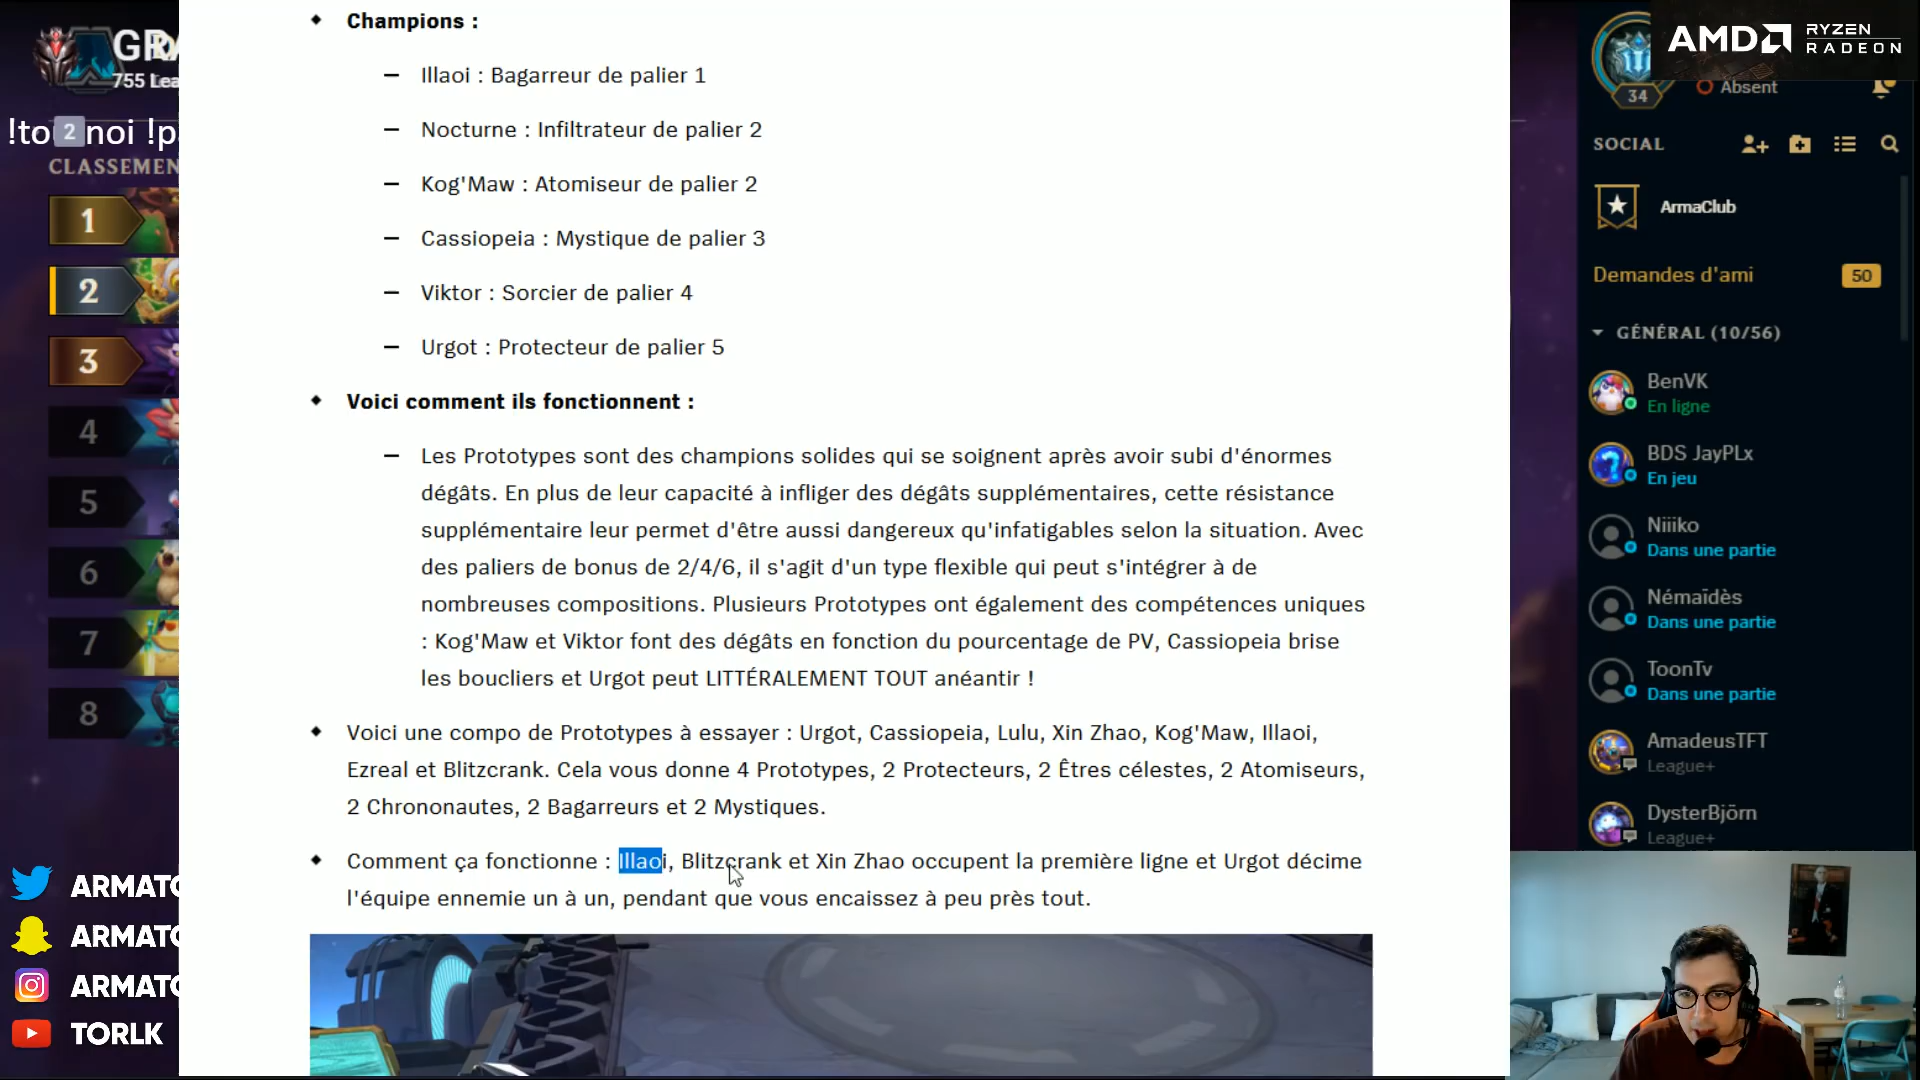 Champions :
– Illaoi : Bagarreur de palier 1
– Nocturne : Infiltrateur de palier 2
– Kog'Maw : Atomiseur de palier 2
– Cassiopeia : Mystique de palier 3
– Viktor : Sorcier de palier 4
– Urgot : Protecteur de palier 5
Voici comment ils fonctionnent :
– Les Prototypes sont des champions solides qui se soignent après avoir subi d'énormes
dégâts. En plus de leur capacité à infliger des dégâts supplémentaires, cette résistance
supplémentaire leur permet d'être aussi dangereux qu'infatigables selon la situation. Avec
des paliers de bonus de 2/4/6, il s'agit d'un type flexible qui peut s'intégrer à de
nombreuses compositions. Plusieurs Prototypes ont également des compétences uniques
: Kog'Maw et Viktor font des dégâts en fonction du pourcentage de PV, Cassiopeia brise
les boucliers et Urgot peut LITTÉRALEMENT TOUT anéantir !
Voici une compo de Prototypes à essayer : Urgot, Cassiopeia, Lulu, Xin Zhao, Kog'Maw, Illaoi,
Ezreal et Blitzcrank. Cela vous donne 4 Prototypes, 2 Protecteurs, 2 Êtres célestes, 2 Atomiseurs,
2 Chrononautes, 2 Bagarreurs et 2 Mystiques.
Comment ça fonctionne : Illaoi, Blitzcrank et Xin Zhao occupent la première ligne et Urgot décime
l'équipe ennemie un à un, pendant que vous encaissez à peu près tout.
755 Lea
2
CLASSEMEN
1
2
3
4
5
6
7
8
ARMATO
ARMATO
ARMATO
TORLK
AMD RYZEN
RADEON
34
Absent
SOCIAL
ArmaClub
Demandes d'ami 50
GÉNÉRAL (10/56)
BenVK
En ligne
BDS JayPLx
En jeu
Niiiko
Dans une partie
Némaïdès
Dans une partie
ToonTv
Dans une partie
AmadeusTFT
League+
DysterBjörn
League+